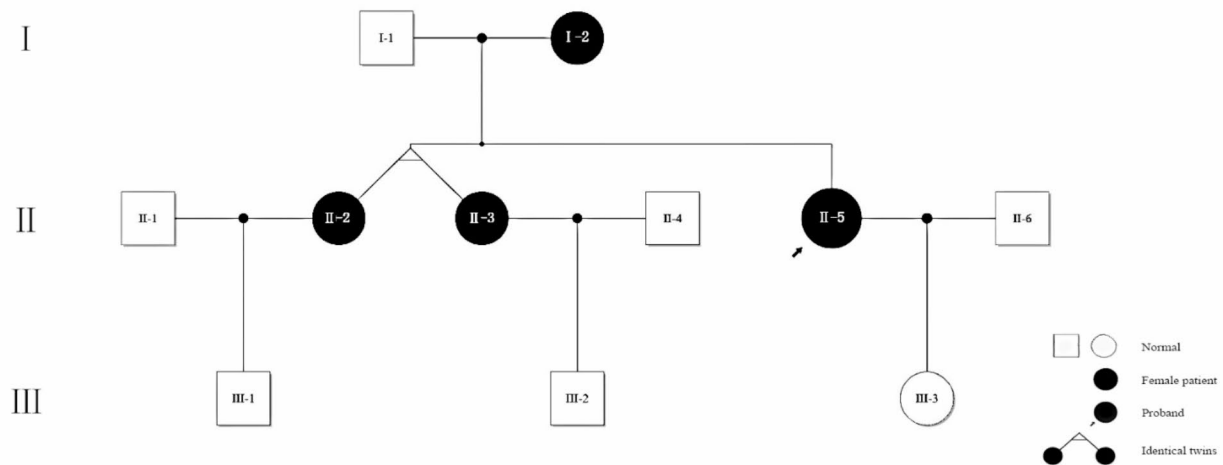 I
I-1
I-2
II
II-1
II-2
II-3
II-4
II-5
II-6
III
III-1
III-2
III-3
Normal
Female patient
Proband
Identical twins